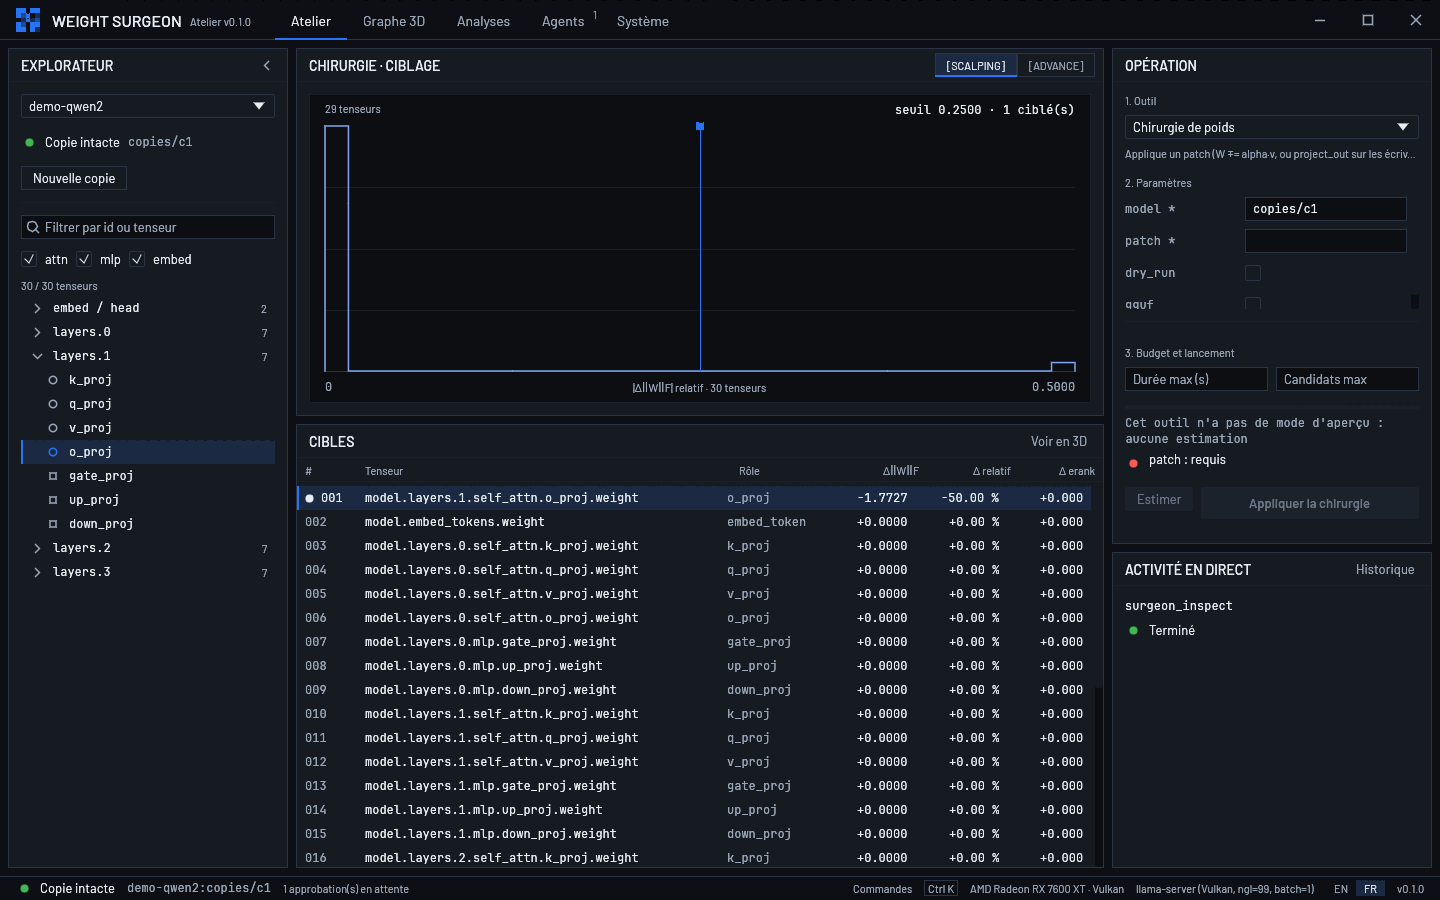 WEIGHT SURGEON Atelier v0.1.0 Atelier Graphe 3D Analyses Agents 1 Système
EXPLORATEUR
demo-qwen2
Copie intacte copies/c1
Nouvelle copie
Filtrer par id ou tenseur
attn mlp embed
30 / 30 tenseurs
embed / head 2
layers.0 7
layers.1 7
k_proj
q_proj
v_proj
o_proj
gate_proj
up_proj
down_proj
layers.2 7
layers.3 7
CHIRURGIE · CIBLAGE [SCALPING] [ADVANCE]
29 tenseurs seuil 0.2500 · 1 ciblé(s)
0 |Δ||W||F| relatif · 30 tenseurs 0.5000
CIBLES Voir en 3D
# Tenseur Rôle Δ||W||F Δ relatif Δ erank
001 model.layers.1.self_attn.o_proj.weight o_proj -1.7727 -50.00 % +0.000
002 model.embed_tokens.weight embed_token +0.0000 +0.00 % +0.000
003 model.layers.0.self_attn.k_proj.weight k_proj +0.0000 +0.00 % +0.000
004 model.layers.0.self_attn.q_proj.weight q_proj +0.0000 +0.00 % +0.000
005 model.layers.0.self_attn.v_proj.weight v_proj +0.0000 +0.00 % +0.000
006 model.layers.0.self_attn.o_proj.weight o_proj +0.0000 +0.00 % +0.000
007 model.layers.0.mlp.gate_proj.weight gate_proj +0.0000 +0.00 % +0.000
008 model.layers.0.mlp.up_proj.weight up_proj +0.0000 +0.00 % +0.000
009 model.layers.0.mlp.down_proj.weight down_proj +0.0000 +0.00 % +0.000
010 model.layers.1.self_attn.k_proj.weight k_proj +0.0000 +0.00 % +0.000
011 model.layers.1.self_attn.q_proj.weight q_proj +0.0000 +0.00 % +0.000
012 model.layers.1.self_attn.v_proj.weight v_proj +0.0000 +0.00 % +0.000
013 model.layers.1.mlp.gate_proj.weight gate_proj +0.0000 +0.00 % +0.000
014 model.layers.1.mlp.up_proj.weight up_proj +0.0000 +0.00 % +0.000
015 model.layers.1.mlp.down_proj.weight down_proj +0.0000 +0.00 % +0.000
016 model.layers.2.self_attn.k_proj.weight k_proj +0.0000 +0.00 % +0.000
OPÉRATION
1. Outil
Chirurgie de poids
Applique un patch (W ∓= alpha·v, ou project_out sur les écriv...
2. Paramètres
model * copies/c1
patch *
dry_run
gguf
3. Budget et lancement
Durée max (s) Candidats max
Cet outil n'a pas de mode d'aperçu :
aucune estimation
patch : requis
Estimer Appliquer la chirurgie
ACTIVITÉ EN DIRECT Historique
surgeon_inspect
Terminé
Copie intacte demo-qwen2:copies/c1 1 approbation(s) en attente Commandes Ctrl K AMD Radeon RX 7600 XT · Vulkan llama-server (Vulkan, ngl=99, batch=1) EN FR v0.1.0